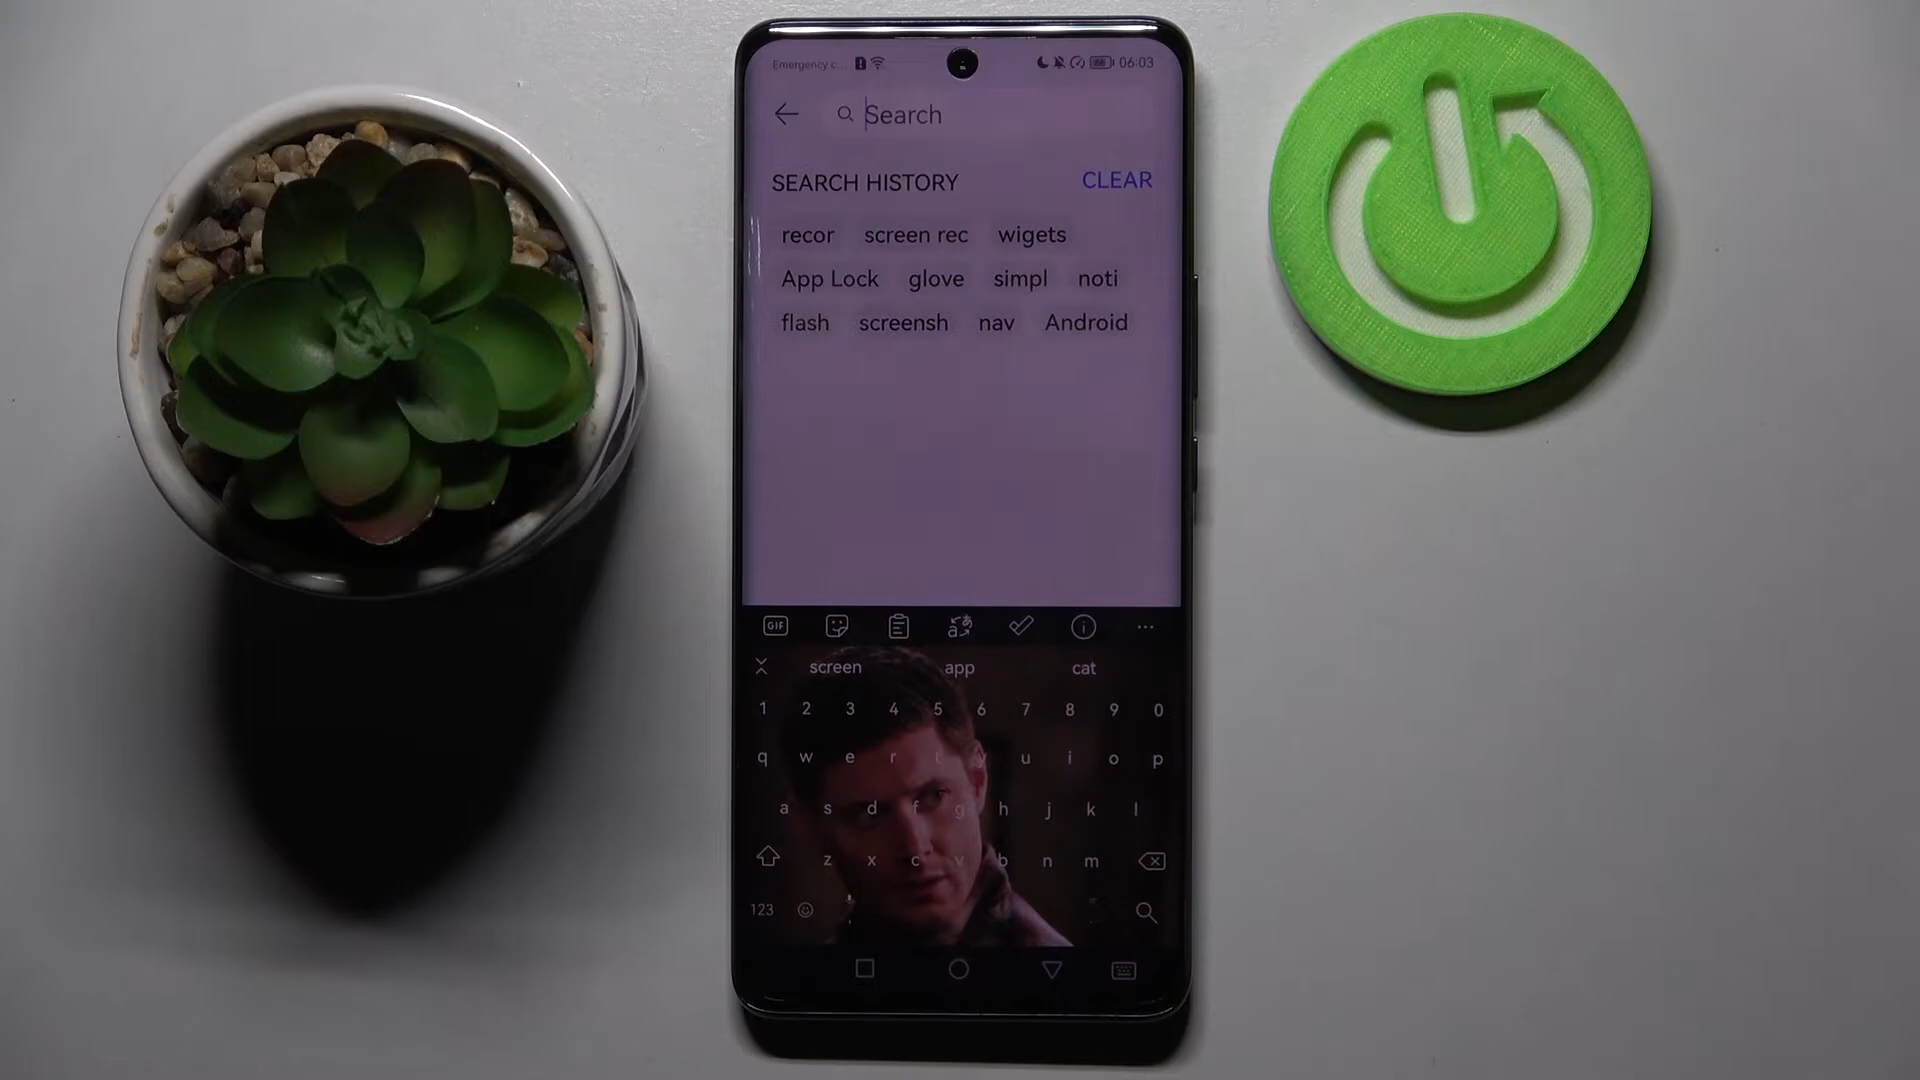 Emergency c... 06:03
Search
SEARCH HISTORY CLEAR
recor screen rec wigets
App Lock glove simpl noti
flash screensh nav Android
GIF
screen app cat
1 2 3 4 5 6 7 8 9 0
q w e r t y u i o p
a s d f g h j k l
z x c v b n m
123